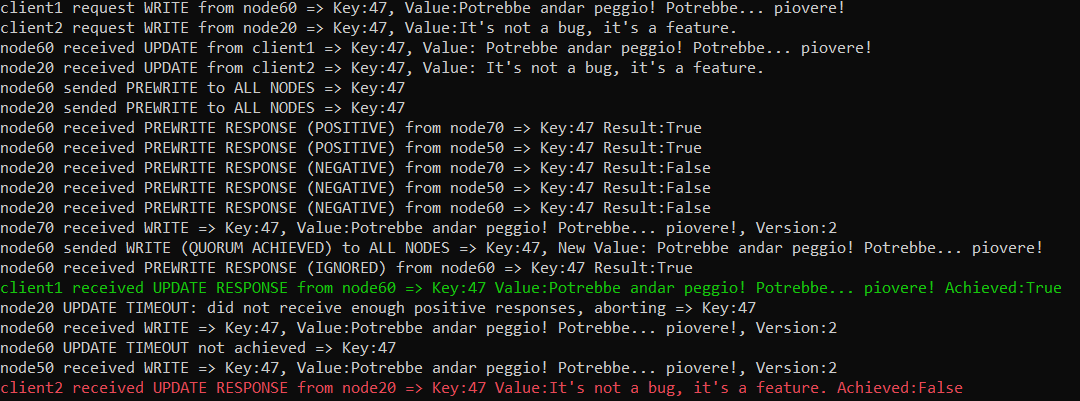 client1 request WRITE from node60 => Key:47, Value:Potrebbe andar peggio! Potrebbe... piovere!
client2 request WRITE from node20 => Key:47, Value:It's not a bug, it's a feature.
node60 received UPDATE from client1 => Key:47, Value: Potrebbe andar peggio! Potrebbe... piovere!
node20 received UPDATE from client2 => Key:47, Value: It's not a bug, it's a feature.
node60 sended PREWRITE to ALL NODES => Key:47
node20 sended PREWRITE to ALL NODES => Key:47
node60 received PREWRITE RESPONSE (POSITIVE) from node70 => Key:47 Result:True
node60 received PREWRITE RESPONSE (POSITIVE) from node50 => Key:47 Result:True
node20 received PREWRITE RESPONSE (NEGATIVE) from node70 => Key:47 Result:False
node20 received PREWRITE RESPONSE (NEGATIVE) from node50 => Key:47 Result:False
node20 received PREWRITE RESPONSE (NEGATIVE) from node60 => Key:47 Result:False
node70 received WRITE => Key:47, Value:Potrebbe andar peggio! Potrebbe... piovere!, Version:2
node60 sended WRITE (QUORUM ACHIEVED) to ALL NODES => Key:47, New Value: Potrebbe andar peggio! Potrebbe... piovere!
node60 received PREWRITE RESPONSE (IGNORED) from node60 => Key:47 Result:True
client1 received UPDATE RESPONSE from node60 => Key:47 Value:Potrebbe andar peggio! Potrebbe... piovere! Achieved:True
node20 UPDATE TIMEOUT: did not receive enough positive responses, aborting => Key:47
node60 received WRITE => Key:47, Value:Potrebbe andar peggio! Potrebbe... piovere!, Version:2
node60 UPDATE TIMEOUT not achieved => Key:47
node50 received WRITE => Key:47, Value:Potrebbe andar peggio! Potrebbe... piovere!, Version:2
client2 received UPDATE RESPONSE from node20 => Key:47 Value:It's not a bug, it's a feature. Achieved:False